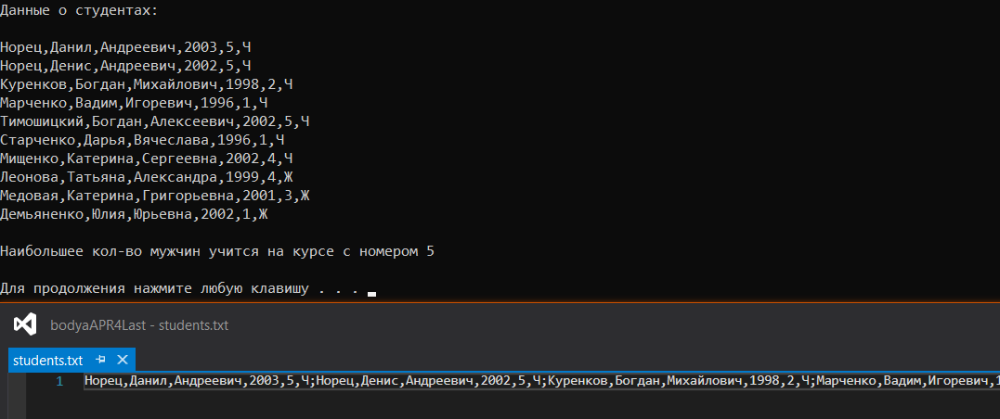 Данные о студентах:
Норец,Данил,Андреевич,2003,5,Ч
Норец,Денис,Андреевич,2002,5,Ч
Куренков,Богдан,Михайлович,1998,2,Ч
Марченко,Вадим,Игоревич,1996,1,Ч
Тимошицкий,Богдан,Алексеевич,2002,5,Ч
Старченко,Дарья,Вячеслава,1996,1,Ч
Мищенко,Катерина,Сергеевна,2002,4,Ч
Леонова,Татьяна,Александра,1999,4,Ж
Медовая,Катерина,Григорьевна,2001,3,Ж
Демьяненко,Юлия,Юрьевна,2002,1,Ж
Наибольшее кол-во мужчин учится на курсе с номером 5
Для продолжения нажмите любую клавишу . . .
bodyaAPR4Last - students.txt
students.txt
1 Норец,Данил,Андреевич,2003,5,Ч;Норец,Денис,Андреевич,2002,5,Ч;Куренков,Богдан,Михайлович,1998,2,Ч;Марченко,Вадим,Игоревич,1